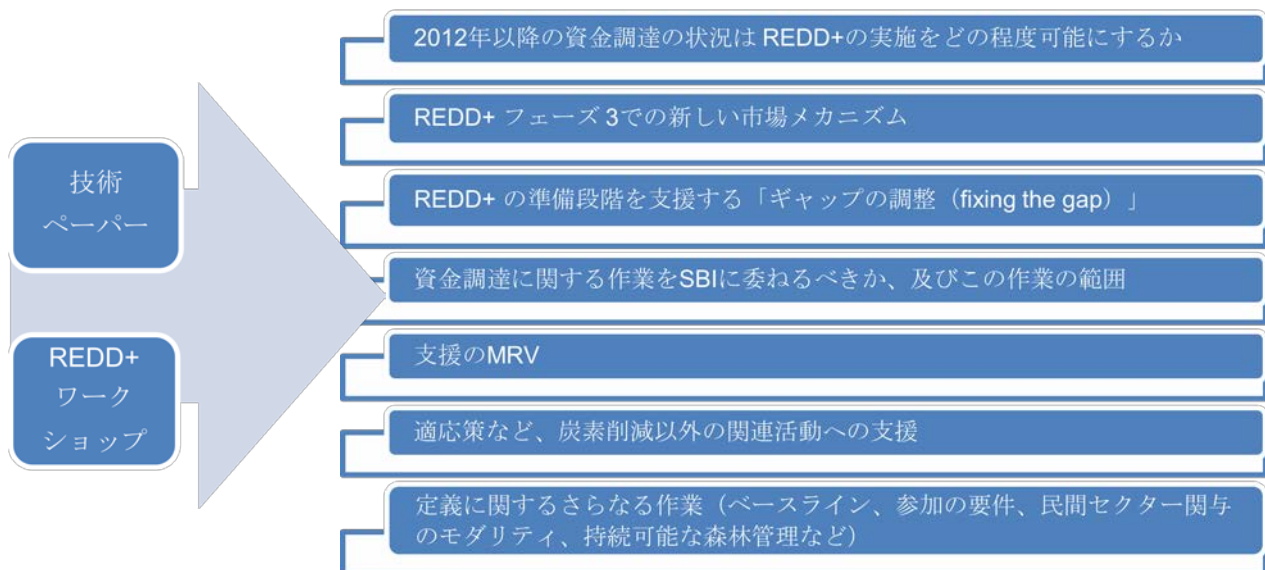 技術
ペーパー
REDD+
ワーク
ショップ
2012年以降の資金調達の状況は REDD+の実施をどの程度可能にするか
REDD+ フェーズ 3での新しい市場メカニズム
REDD+ の準備段階を支援する「ギャップの調整（fixing the gap）」
資金調達に関する作業をSBIに委ねるべきか、及びこの作業の範囲
支援のMRV
適応策など、炭素削減以外の関連活動への支援
定義に関するさらなる作業（ベースライン、参加の要件、民間セクター関与
のモダリティ、持続可能な森林管理など）